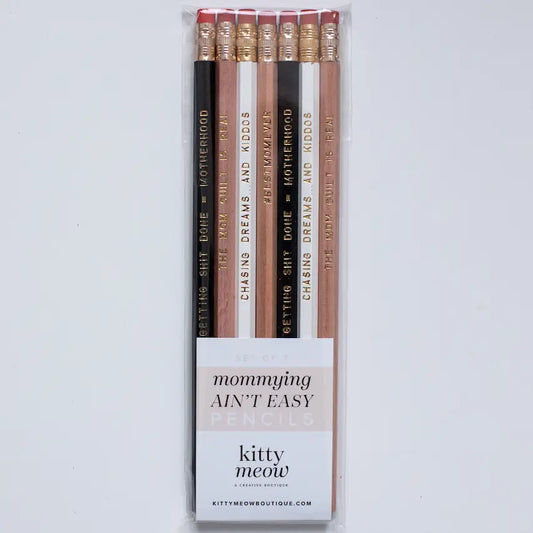 GETTING SHIT DONE = MOTHERHOOD
THE MOM GUILT IS REAL
CHASING DREAMS...AND KIDDOS
#BESTMOMEVER
GETTING SHIT DONE = MOTHERHOOD
CHASING DREAMS...AND KIDDOS
THE MOM GUILT IS REAL
SET OF 7
mommying
AIN'T EASY
PENCILS
kitty
meow
A CREATIVE BOUTIQUE
KITTYMEOWBOUTIQUE.COM